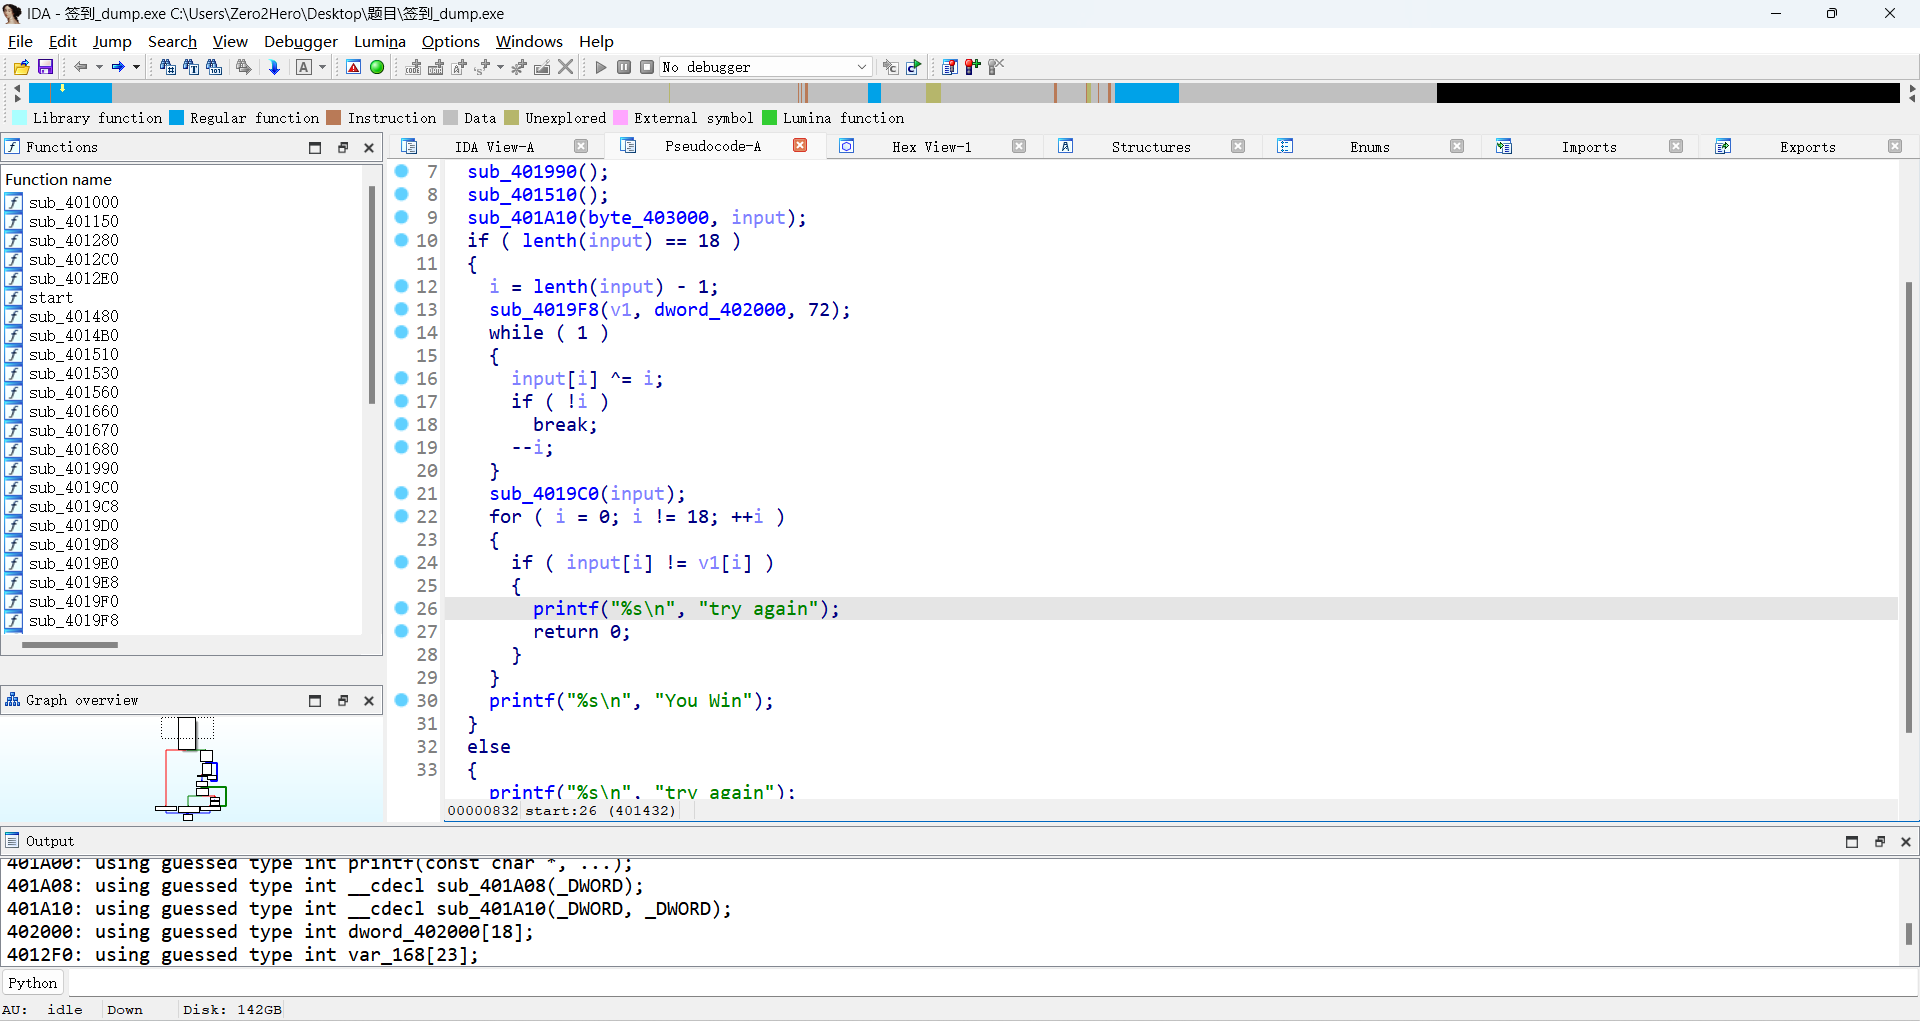 IDA - 签到_dump.exe C:\Users\Zero2Hero\Desktop\题目\签到_dump.exe
File Edit Jump Search View Debugger Lumina Options Windows Help
No debugger
Library function Regular function Instruction Data Unexplored External symbol Lumina function
Functions
IDA View-A Pseudocode-A Hex View-1 Structures Enums Imports Exports
Function name
sub_401000
sub_401150
sub_401280
sub_4012C0
sub_4012E0
start
sub_401480
sub_4014B0
sub_401510
sub_401530
sub_401560
sub_401660
sub_401670
sub_401680
sub_401990
sub_4019C0
sub_4019C8
sub_4019D0
sub_4019D8
sub_4019E0
sub_4019E8
sub_4019F0
sub_4019F8
7 sub_401990();
8 sub_401510();
9 sub_401A10(byte_403000, input);
10 if ( lenth(input) == 18 )
11 {
12 i = lenth(input) - 1;
13 sub_4019F8(v1, dword_402000, 72);
14 while ( 1 )
15 {
16 input[i] ^= i;
17 if ( !i )
18 break;
19 --i;
20 }
21 sub_4019C0(input);
22 for ( i = 0; i != 18; ++i )
23 {
24 if ( input[i] != v1[i] )
25 {
26 printf("%s\n", "try again");
27 return 0;
28 }
29 }
30 printf("%s\n", "You Win");
31 }
32 else
33 {
printf("%s\n", "try again");
00000832 start:26 (401432)
Graph overview
Output
401A00: using guessed type int printf(const char *, ...);
401A08: using guessed type int __cdecl sub_401A08(_DWORD);
401A10: using guessed type int __cdecl sub_401A10(_DWORD, _DWORD);
402000: using guessed type int dword_402000[18];
4012F0: using guessed type int var_168[23];
Python
AU: idle Down Disk: 142GB